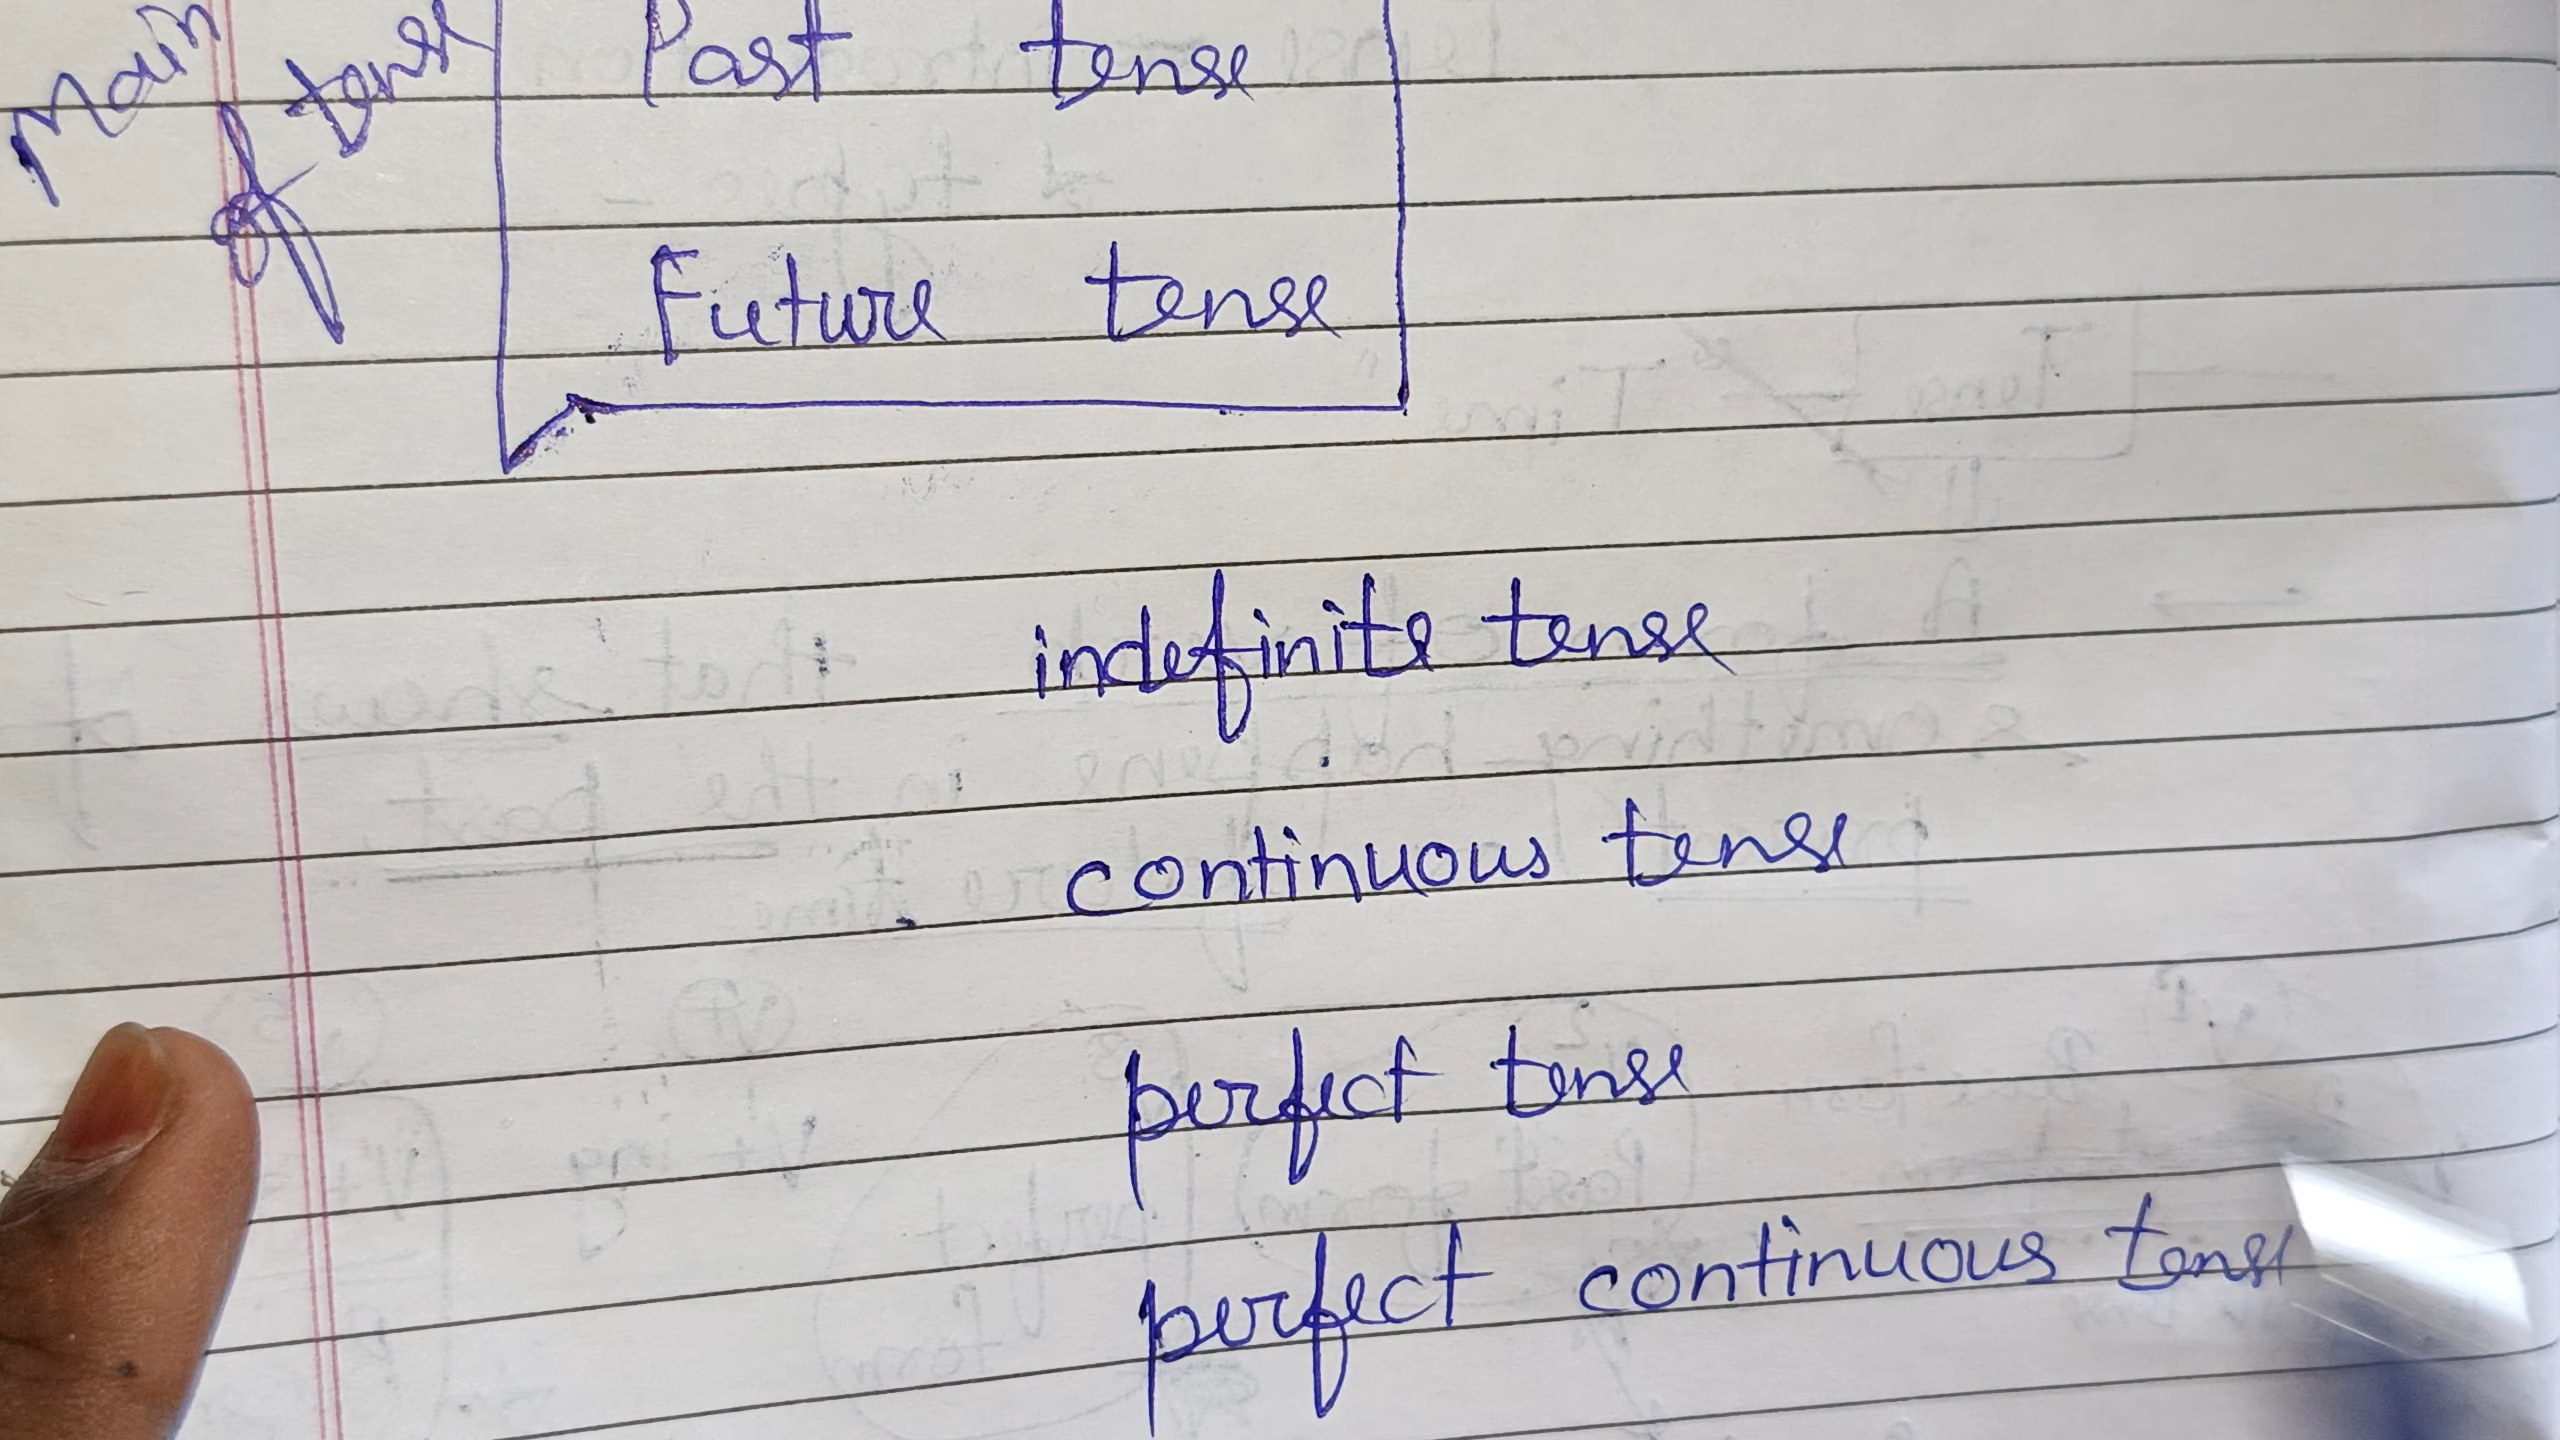 Main
of tense
Past tense
Future tense
indefinite tense
continuous tense
perfect tense
perfect continuous tense